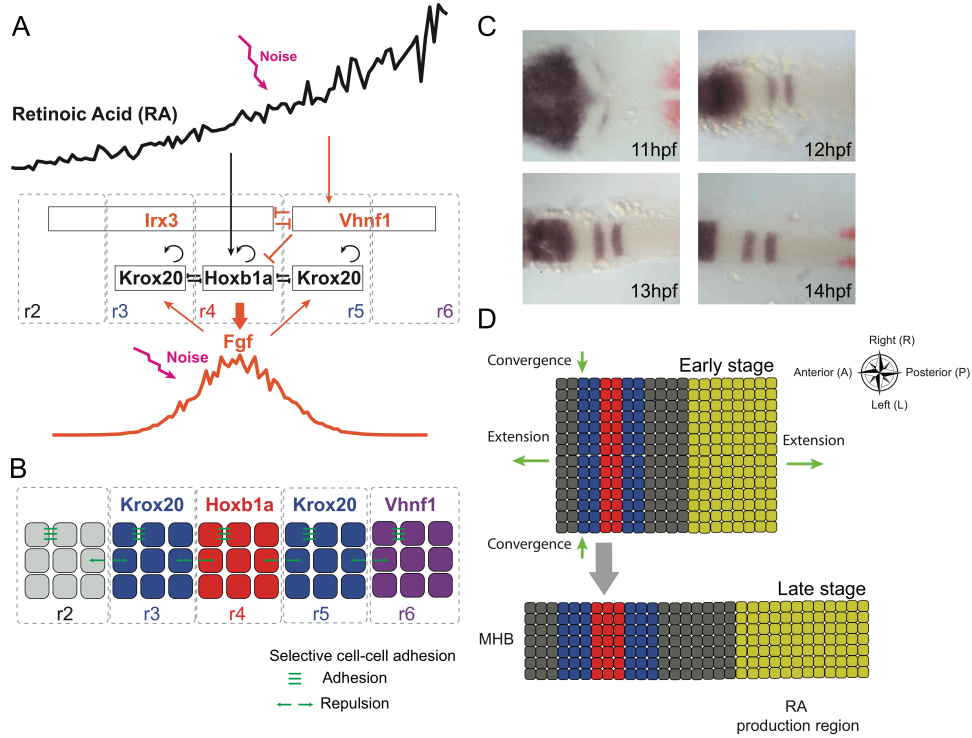 A
Noise
Retinoic Acid (RA)
Irx3
Vhnf1
Krox20
Hoxb1a
Krox20
r2
r3
r4
r5
r6
Fgf
Noise
B
Krox20
Hoxb1a
Krox20
Vhnf1
r2
r3
r4
r5
r6
Selective cell-cell adhesion
Adhesion
Repulsion
C
11hpf
12hpf
13hpf
14hpf
D
Convergence
Early stage
Right (R)
Anterior (A)
Posterior (P)
Left (L)
Extension
Extension
Convergence
Late stage
MHB
RA
production region